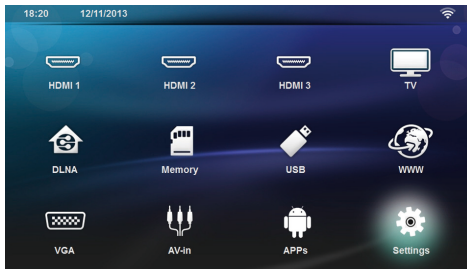 18:20 12/11/2013
HDMI 1 HDMI 2 HDMI 3 TV
DLNA Memory USB WWW
VGA AV-in APPs Settings